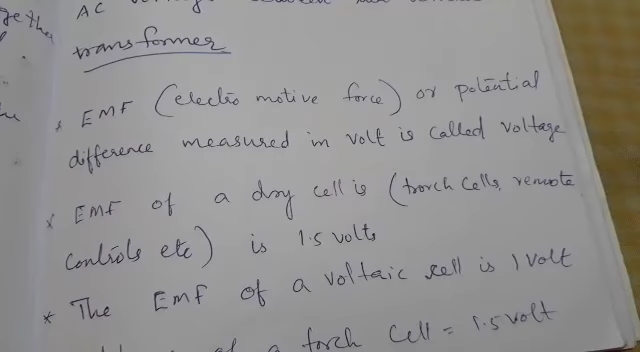 AC
transformer
* EMF (electro motive force) or potential
difference measured in volt is called voltage
* EMF of a dry cell is (torch cells, remote
controls etc) is 1.5 volts
* The EMF of a voltaic cell is 1 volt
of a torch cell = 1.5 volt